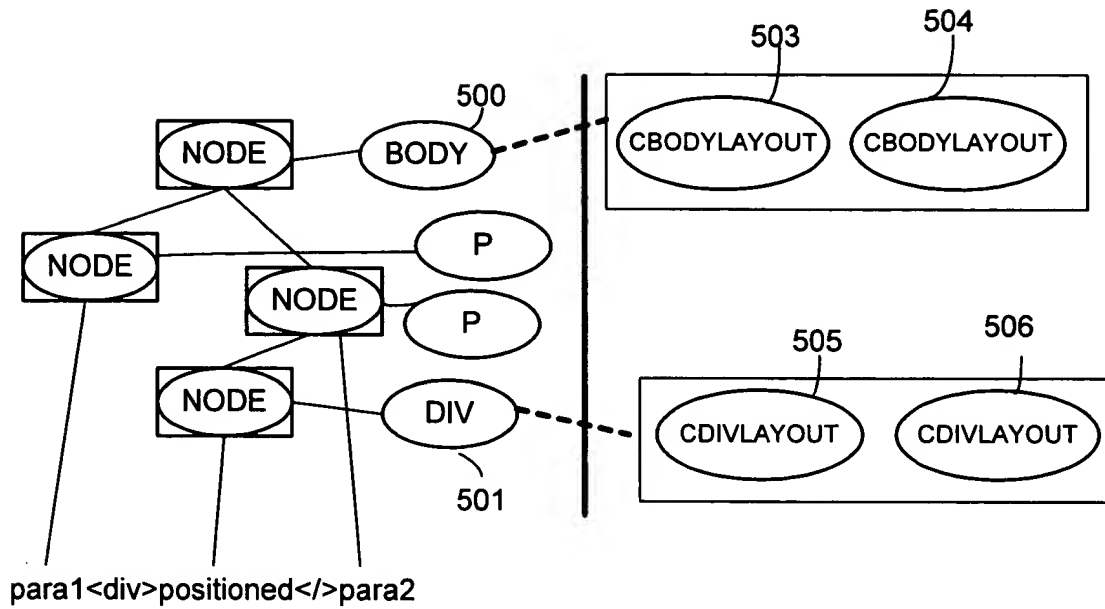 503
504
500
NODE
BODY
CBODYLAYOUT
CBODYLAYOUT
P
NODE
NODE
P
505
506
NODE
DIV
CDIVLAYOUT
CDIVLAYOUT
501
para1<div>positioned</>para2